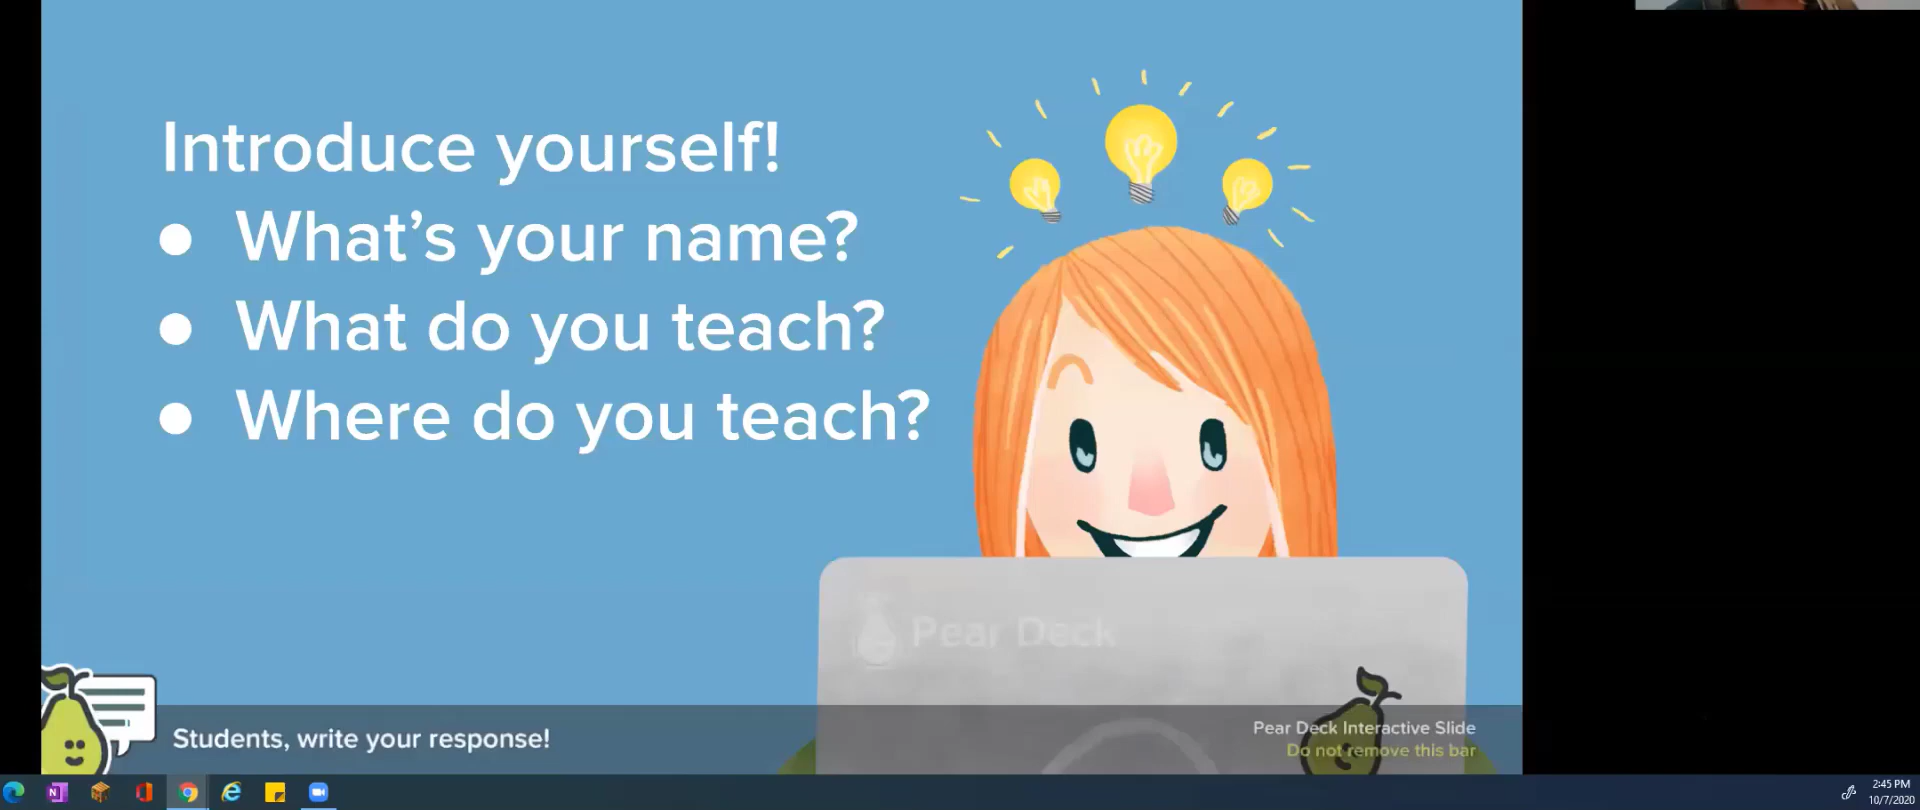 Introduce yourself!
● What's your name?
● What do you teach?
● Where do you teach?
Pear Deck
Students, write your response!
Pear Deck Interactive Slide
Do not remove this bar
2:45 PM
10/7/2020